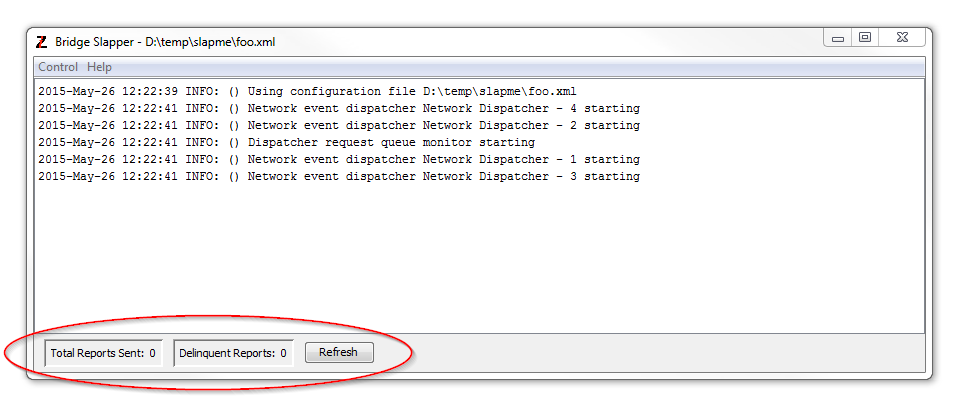 Bridge Slapper - D:\temp\slapme\foo.xml
Control Help
2015-May-26 12:22:39 INFO: () Using configuration file D:\temp\slapme\foo.xml
2015-May-26 12:22:41 INFO: () Network event dispatcher Network Dispatcher - 4 starting
2015-May-26 12:22:41 INFO: () Network event dispatcher Network Dispatcher - 2 starting
2015-May-26 12:22:41 INFO: () Dispatcher request queue monitor starting
2015-May-26 12:22:41 INFO: () Network event dispatcher Network Dispatcher - 1 starting
2015-May-26 12:22:41 INFO: () Network event dispatcher Network Dispatcher - 3 starting
Total Reports Sent: 0 Delinquent Reports: 0 Refresh